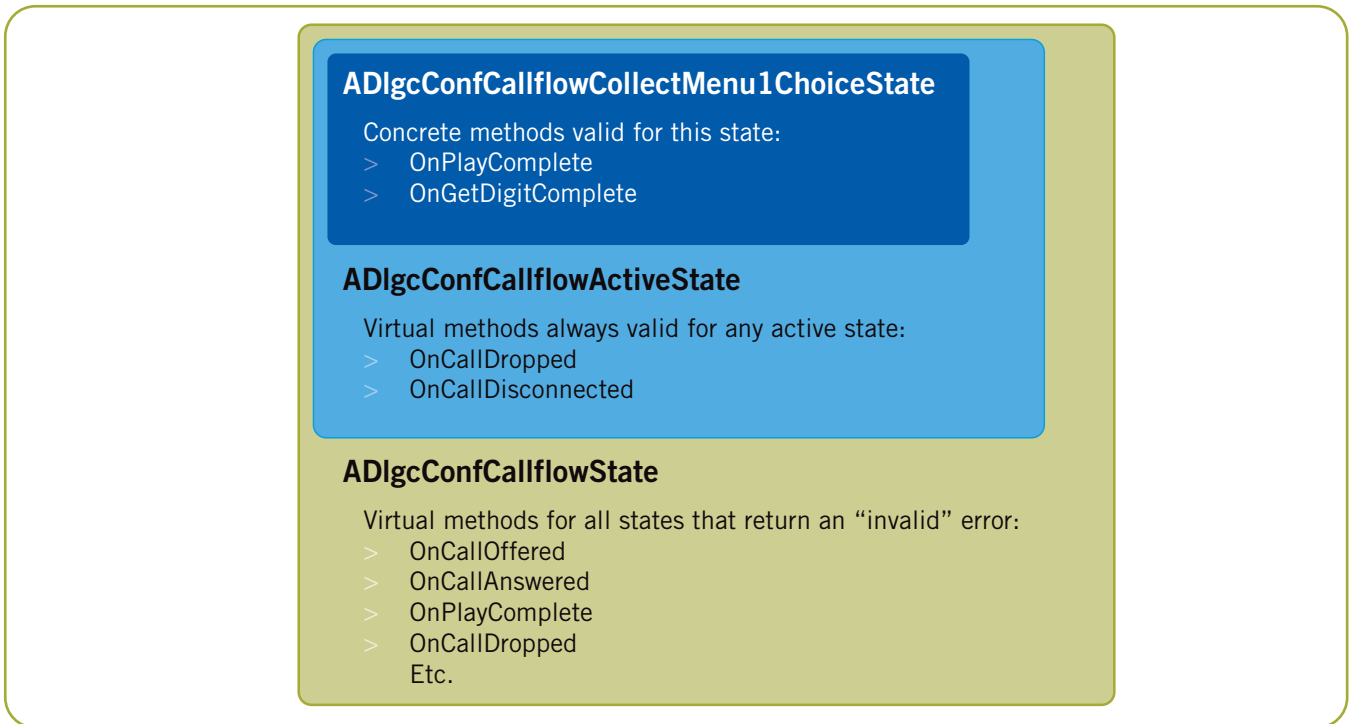 ADlgcConfCallflowCollectMenu1ChoiceState
Concrete methods valid for this state:
> OnPlayComplete
> OnGetDigitComplete
ADlgcConfCallflowActiveState
Virtual methods always valid for any active state:
> OnCallDropped
> OnCallDisconnected
ADlgcConfCallflowState
Virtual methods for all states that return an “invalid” error:
> OnCallOffered
> OnCallAnswered
> OnPlayComplete
> OnCallDropped
Etc.